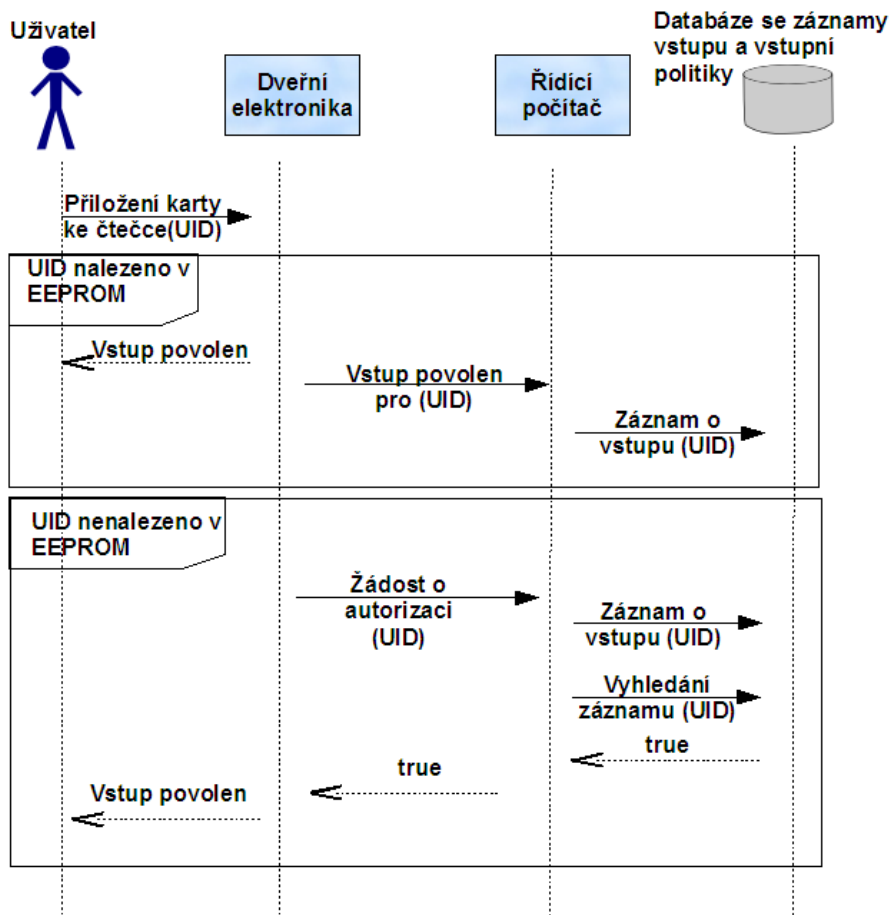 Uživatel
Dveřní
elektronika
Řídící
počítač
Databáze se záznamy
vstupu a vstupní
politiky
Přiložení karty
ke čtečce(UID)
UID nalezeno v
EEPROM
Vstup povolen
Vstup povolen
pro (UID)
Záznam o
vstupu (UID)
UID nenalezeno v
EEPROM
Žádost o
autorizaci
(UID)
Záznam o
vstupu (UID)
Vyhledání
záznamu (UID)
true
true
Vstup povolen